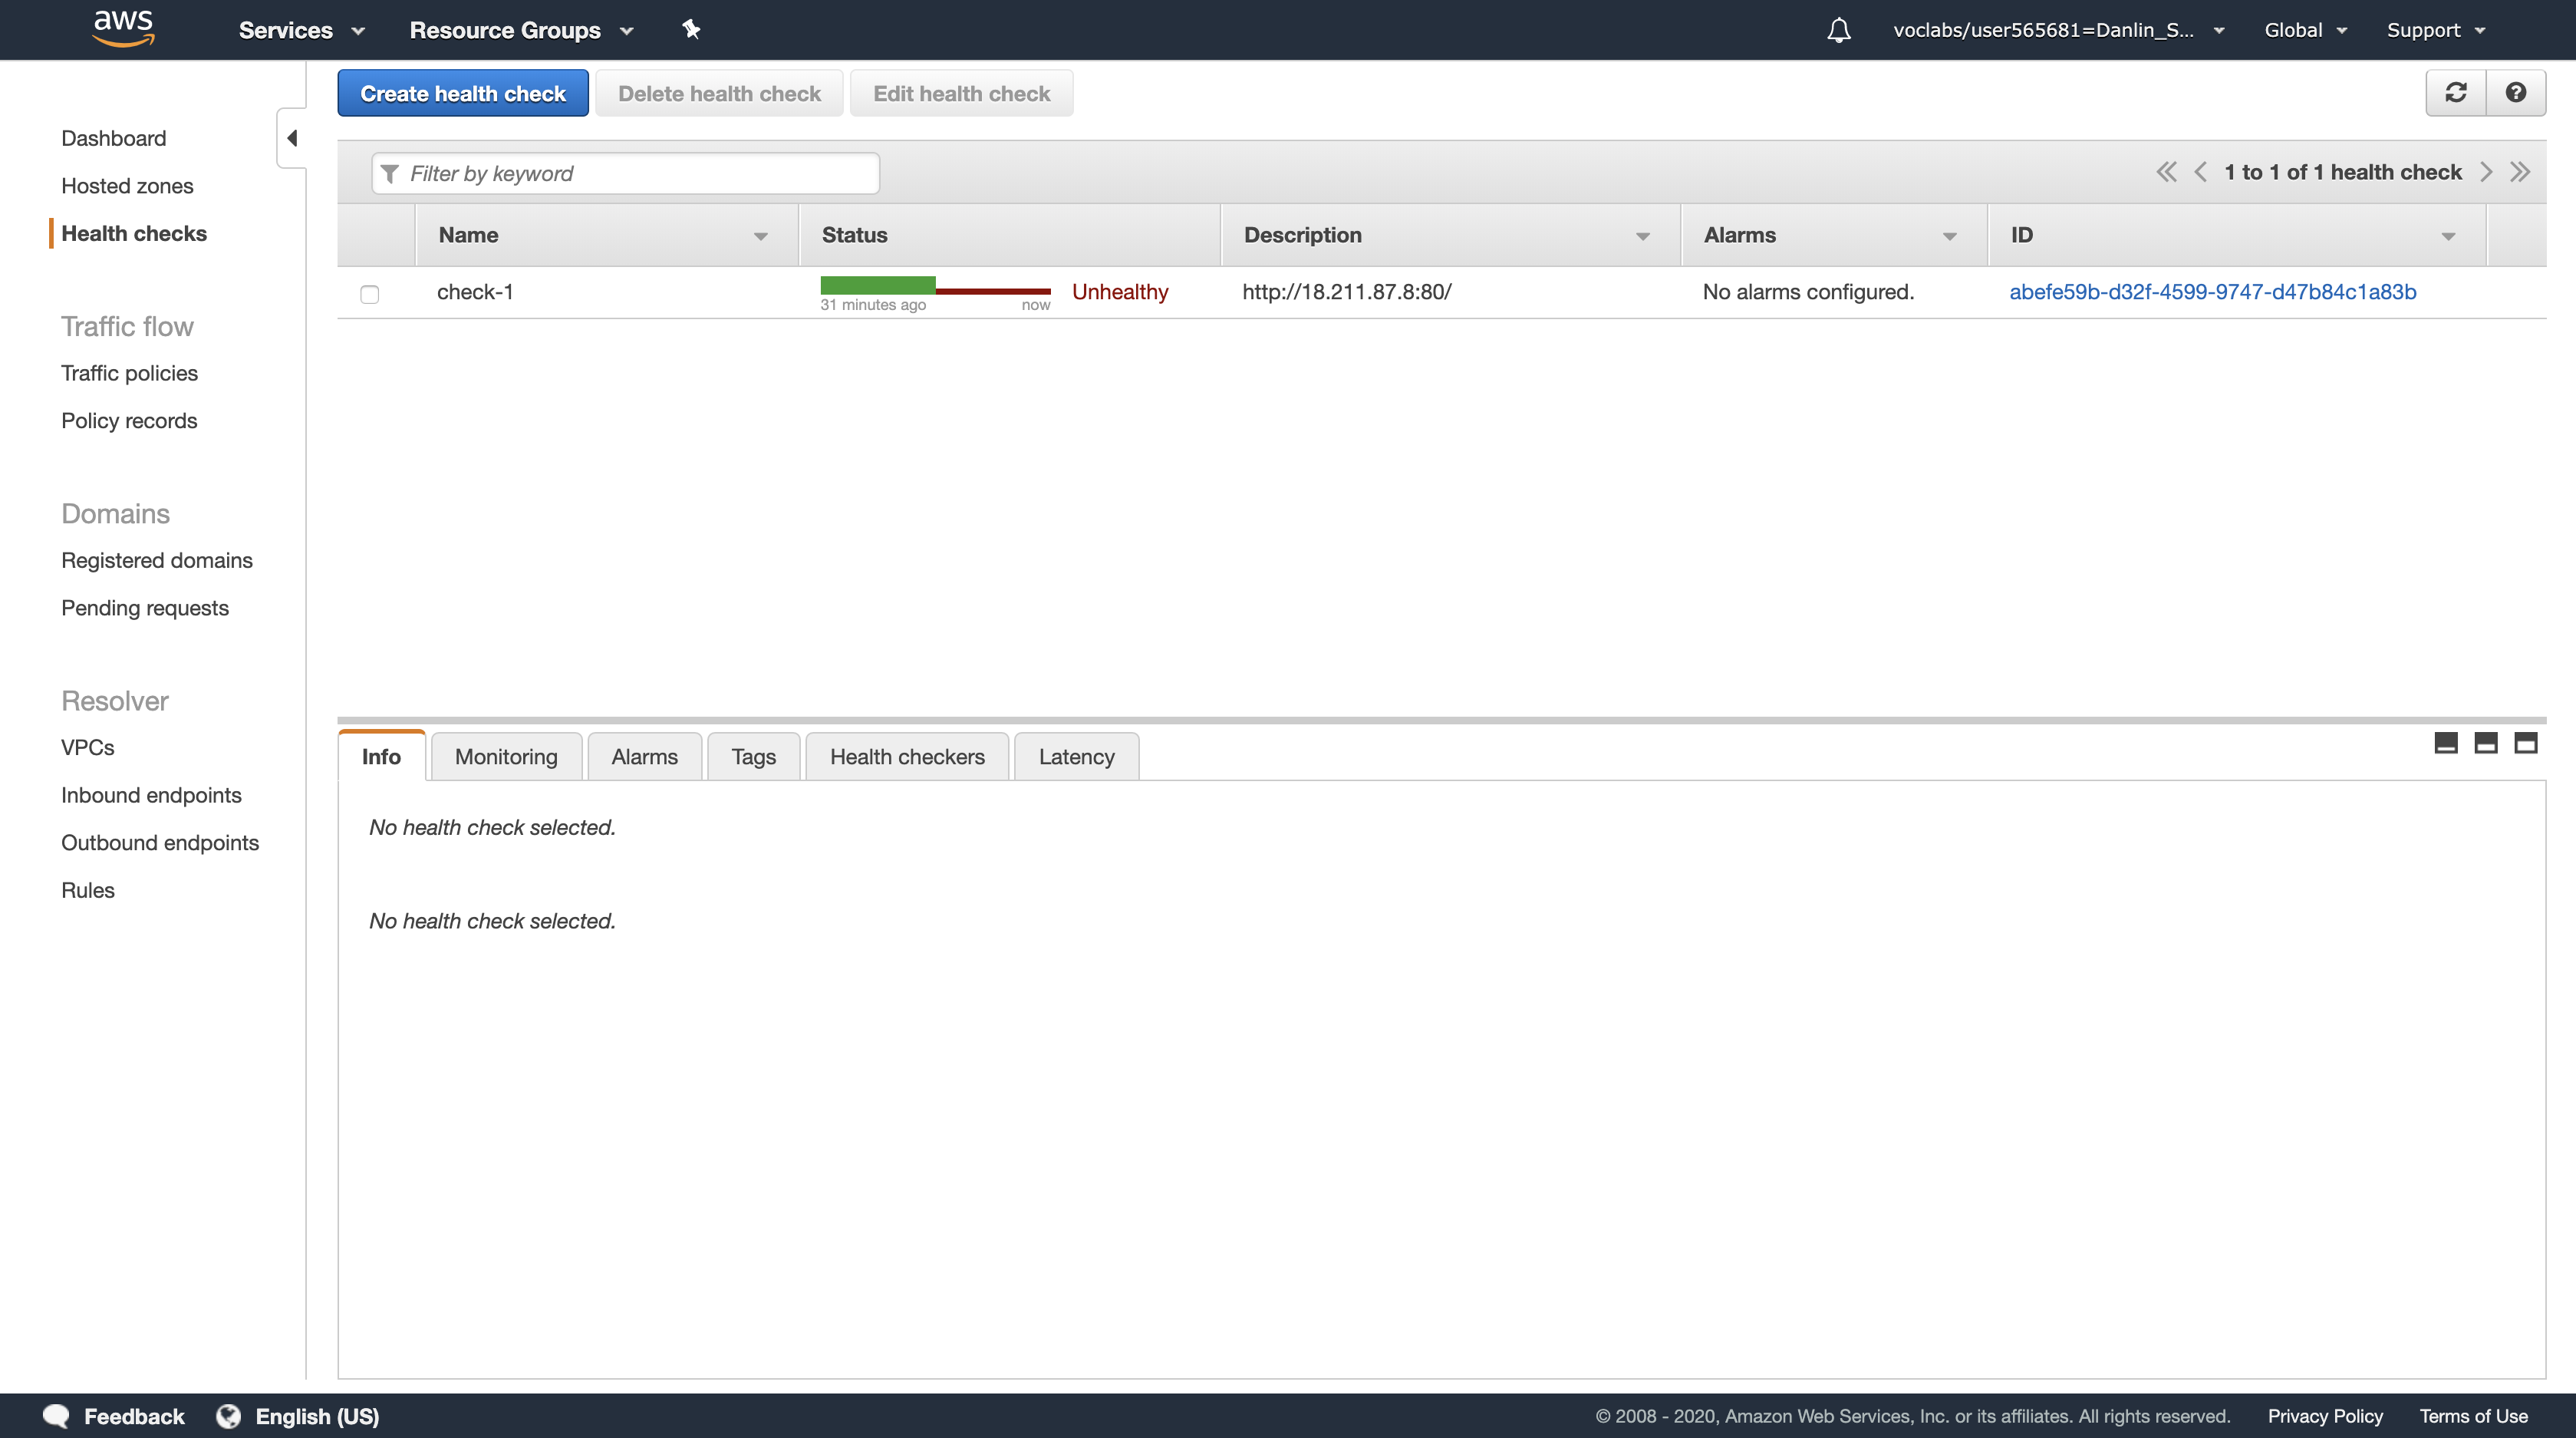 aws Services Resource Groups voclabs/user565681=Danlin_S... Global Support
Create health check Delete health check Edit health check
Dashboard
Hosted zones
Health checks
Traffic flow
Traffic policies
Policy records
Domains
Registered domains
Pending requests
Resolver
VPCs
Inbound endpoints
Outbound endpoints
Rules
Filter by keyword 1 to 1 of 1 health check
Name Status Description Alarms ID
check-1 Unhealthy http://18.211.87.8:80/ No alarms configured. abefe59b-d32f-4599-9747-d47b84c1a83b
31 minutes ago now
Info Monitoring Alarms Tags Health checkers Latency
No health check selected.
No health check selected.
Feedback English (US) © 2008 - 2020, Amazon Web Services, Inc. or its affiliates. All rights reserved. Privacy Policy Terms of Use